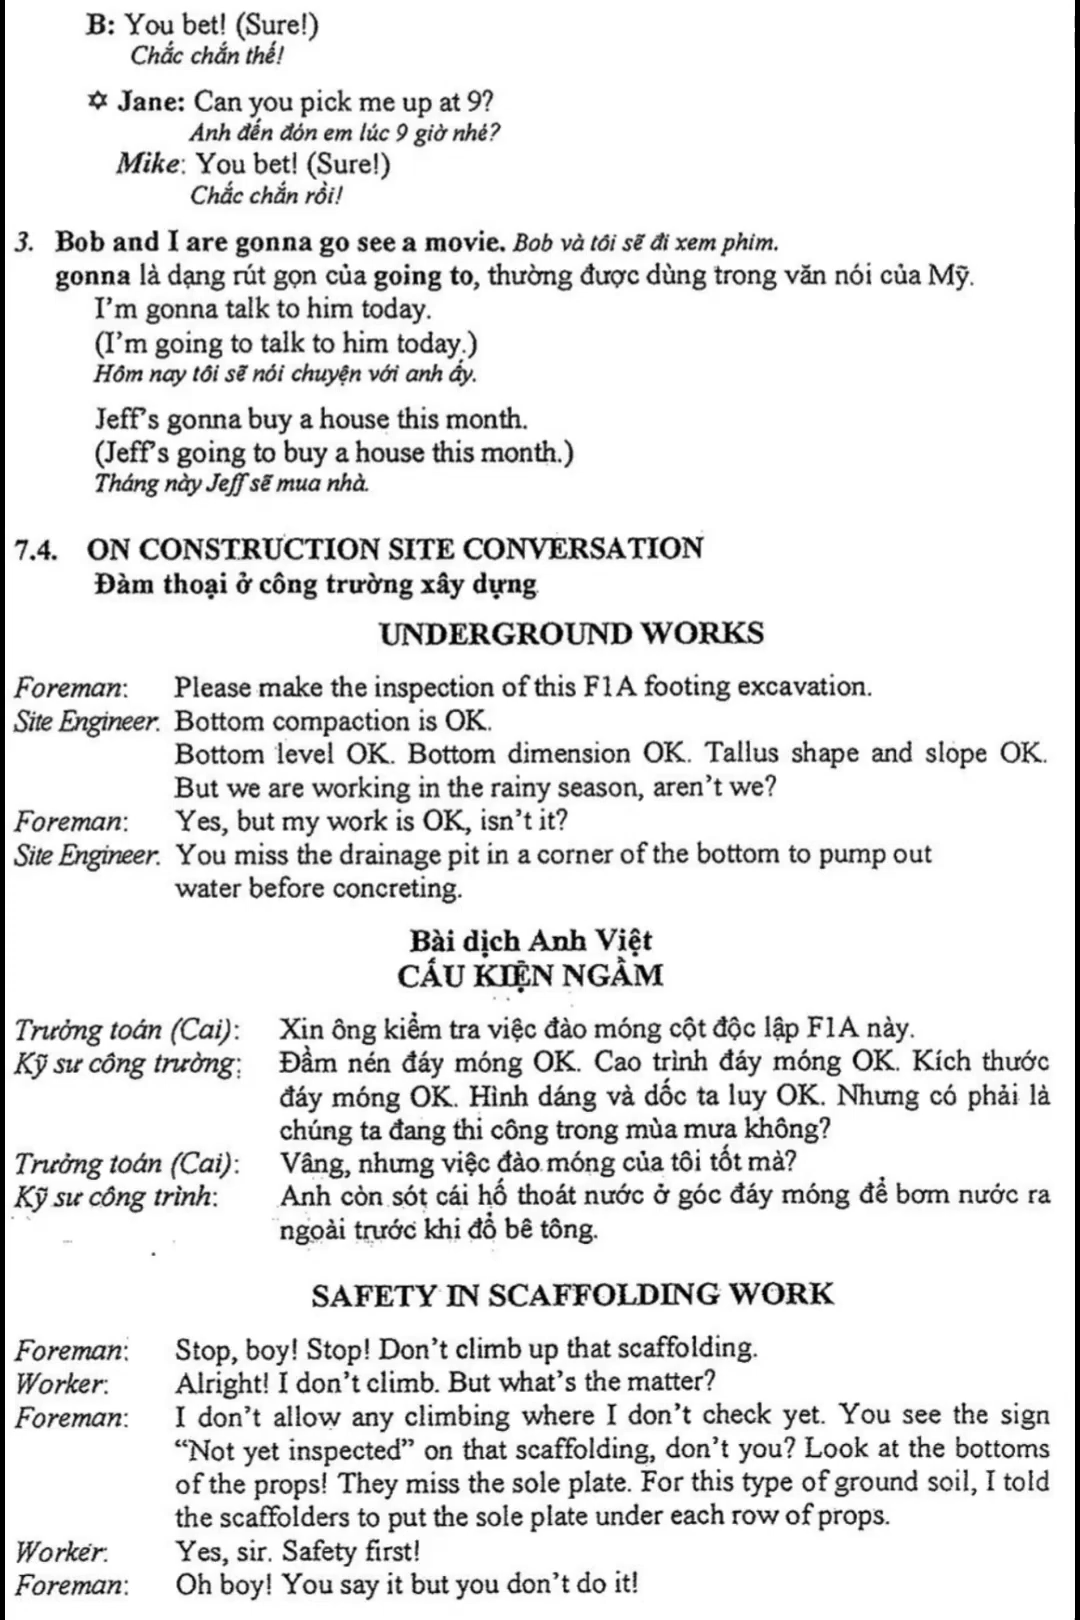 B: You bet! (Sure!)
Chắc chắn thế!
✡ Jane: Can you pick me up at 9?
Anh đến đón em lúc 9 giờ nhé?
Mike: You bet! (Sure!)
Chắc chắn rồi!
3. Bob and I are gonna go see a movie. Bob và tôi sẽ đi xem phim.
gonna là dạng rút gọn của going to, thường được dùng trong văn nói của Mỹ.
I'm gonna talk to him today.
(I'm going to talk to him today.)
Hôm nay tôi sẽ nói chuyện với anh ấy.
Jeff's gonna buy a house this month.
(Jeff's going to buy a house this month.)
Tháng này Jeff sẽ mua nhà.
7.4. ON CONSTRUCTION SITE CONVERSATION
Đàm thoại ở công trường xây dựng
UNDERGROUND WORKS
Foreman: Please make the inspection of this F1A footing excavation.
Site Engineer: Bottom compaction is OK.
Bottom level OK. Bottom dimension OK. Tallus shape and slope OK.
But we are working in the rainy season, aren't we?
Foreman: Yes, but my work is OK, isn't it?
Site Engineer: You miss the drainage pit in a corner of the bottom to pump out
water before concreting.
Bài dịch Anh Việt
CẤU KIỆN NGẦM
Trưởng toán (Cai): Xin ông kiểm tra việc đào móng cột độc lập F1A này.
Kỹ sư công trường: Đầm nén đáy móng OK. Cao trình đáy móng OK. Kích thước
đáy móng OK. Hình dáng và dốc ta luy OK. Nhưng có phải là
chúng ta đang thi công trong mùa mưa không?
Trưởng toán (Cai): Vâng, nhưng việc đào móng của tôi tốt mà?
Kỹ sư công trình: Anh còn sót cái hố thoát nước ở góc đáy móng để bơm nước ra
ngoài trước khi đổ bê tông.
SAFETY IN SCAFFOLDING WORK
Foreman: Stop, boy! Stop! Don't climb up that scaffolding.
Worker: Alright! I don't climb. But what's the matter?
Foreman: I don't allow any climbing where I don't check yet. You see the sign
"Not yet inspected" on that scaffolding, don't you? Look at the bottoms
of the props! They miss the sole plate. For this type of ground soil, I told
the scaffolders to put the sole plate under each row of props.
Worker: Yes, sir. Safety first!
Foreman: Oh boy! You say it but you don't do it!